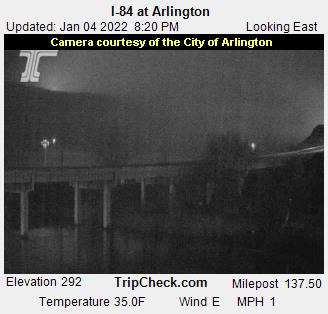 I-84 at Arlington
Updated: Jan 04 2022 8:20 PM Looking East
Camera courtesy of the City of Arlington
Elevation 292 TripCheck.com Milepost 137.50
Temperature 35.0F Wind E MPH 1